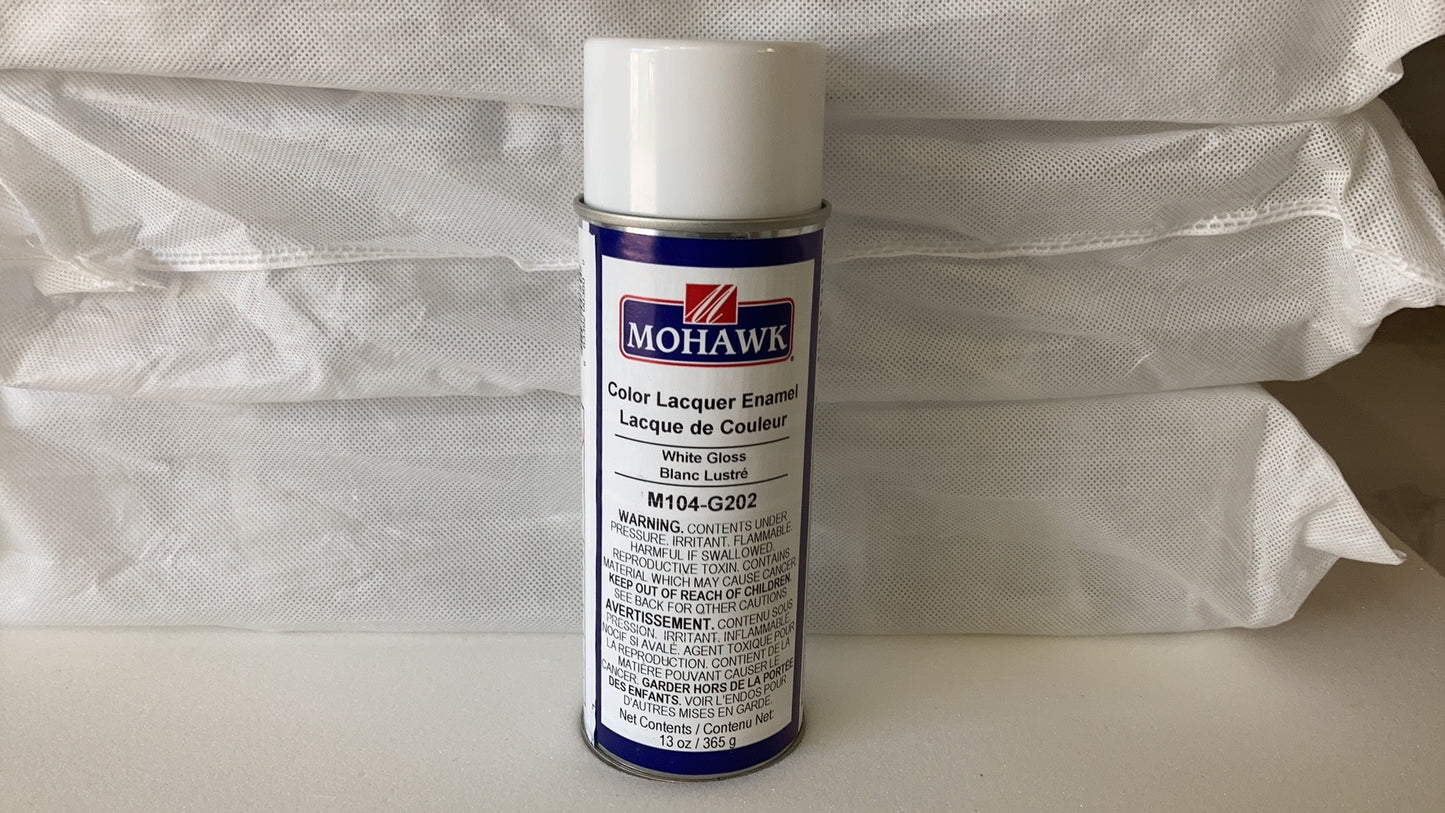 MOHAWK
Color Lacquer Enamel
Lacque de Couleur
White Gloss
Blanc Lustré
M104-G202
WARNING. CONTENTS UNDER
PRESSURE. IRRITANT. FLAMMABLE.
HARMFUL IF SWALLOWED.
REPRODUCTIVE TOXIN. CONTAINS
MATERIAL WHICH MAY CAUSE CANCER
KEEP OUT OF REACH OF CHILDREN.
SEE BACK FOR OTHER CAUTIONS
AVERTISSEMENT. CONTENU SOUS
PRESSION. IRRITANT. INFLAMMABLE.
NOCIF SI AVALÉ. AGENT TOXIQUE POUR
LA REPRODUCTION. CONTIENT DE LA
MATIÈRE POUVANT CAUSER LE
CANCER. GARDER HORS DE LA PORTÉE
DES ENFANTS. VOIR L'ENDOS POUR
D'AUTRES MISES EN GARDE.
Net Contents / Contenu Net:
13 oz / 365 g